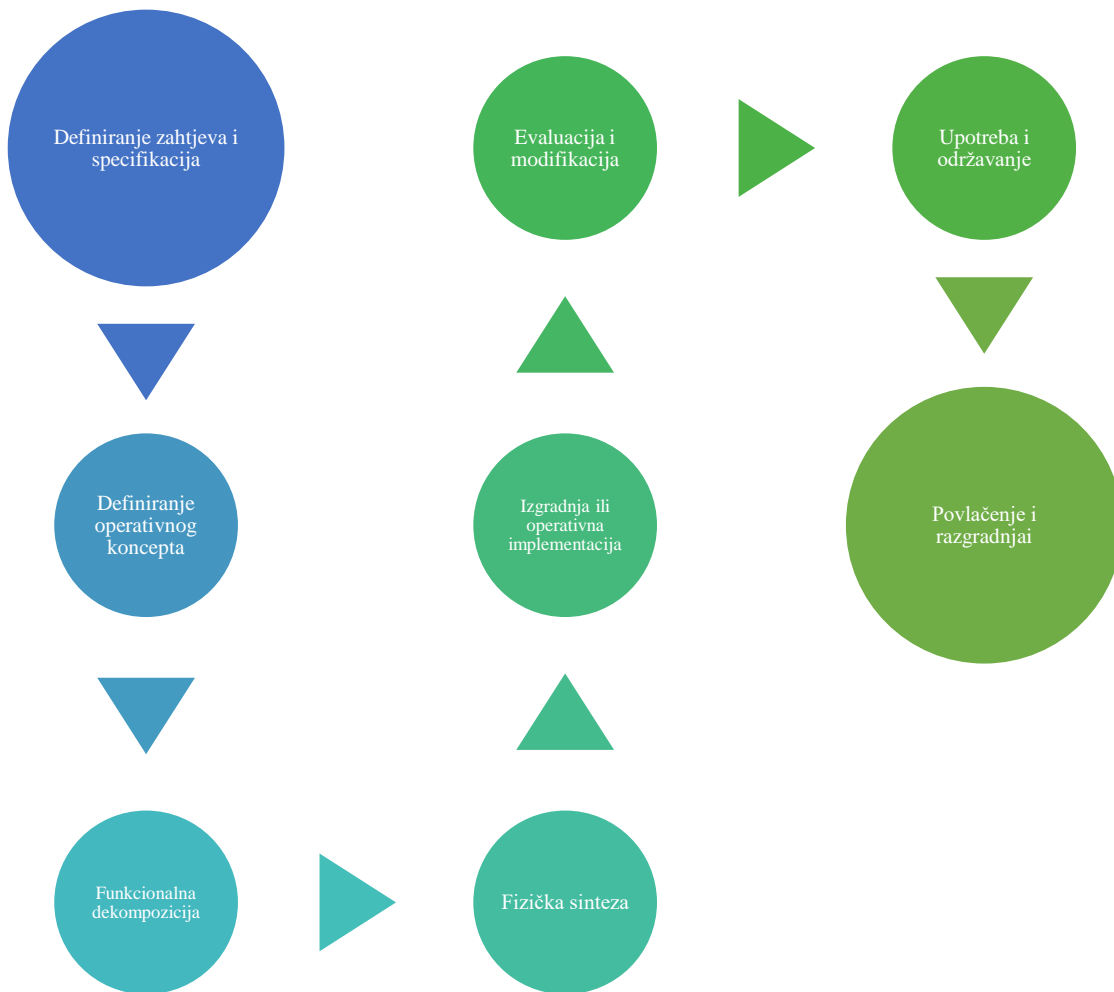 Definiranje zahtjeva i
specifikacija
Definiranje
operativnog
koncepta
Funkcionalna
dekompozicija
Fizička sinteza
Izgradnja ili
operativna
implementacija
Evaluacija i
modifikacija
Upotreba i
održavanje
Povlačenje i
razgradnjai